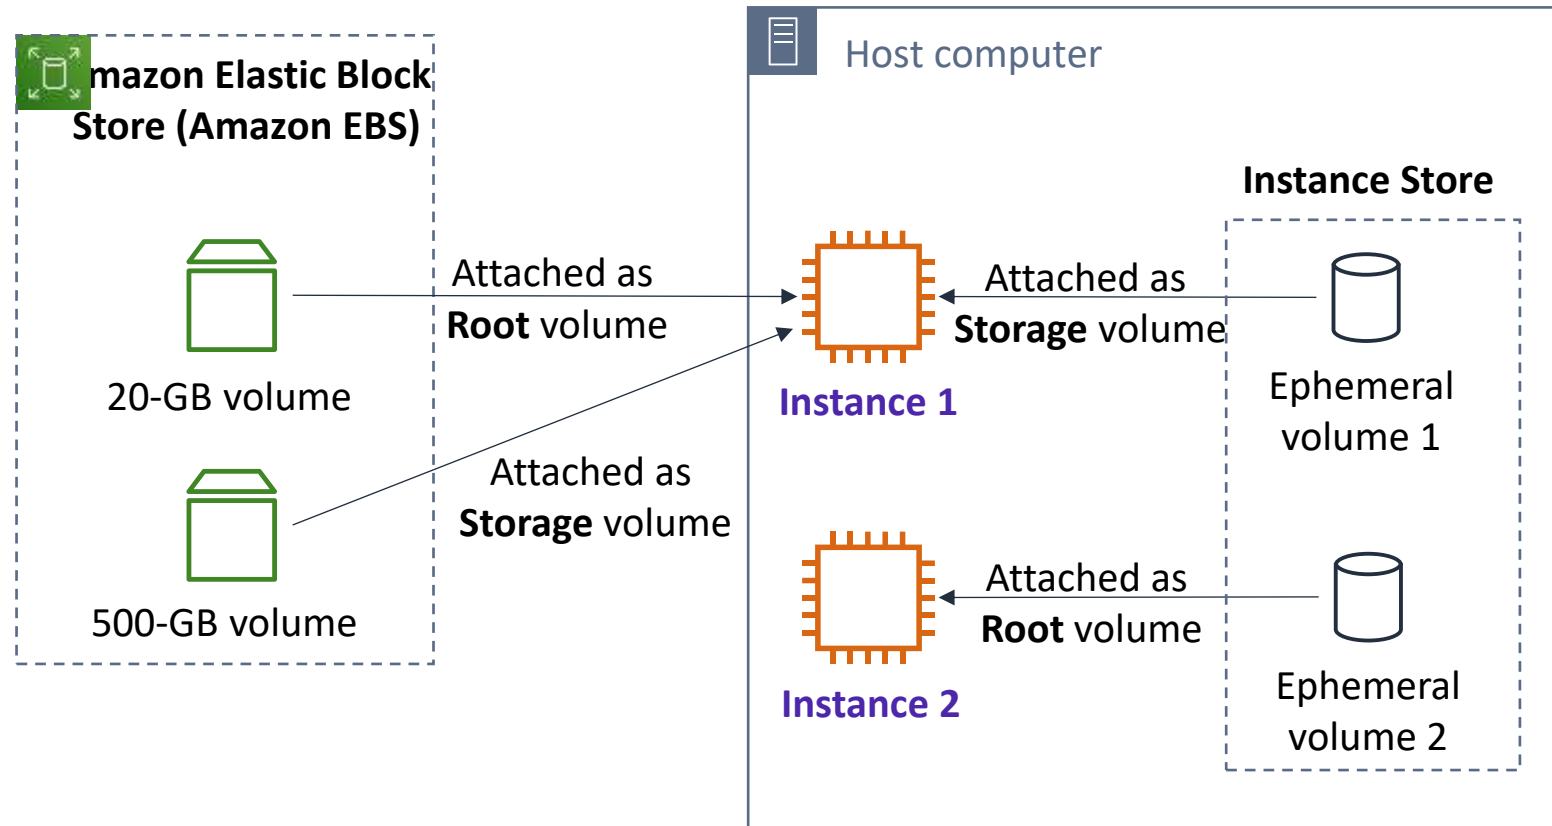 mazon Elastic Block
Store (Amazon EBS)
Host computer
Instance Store
Attached as
Root volume
Attached as
Storage volume
20-GB volume
Instance 1
Ephemeral
volume 1
Attached as
Storage volume
500-GB volume
Attached as
Root volume
Instance 2
Ephemeral
volume 2